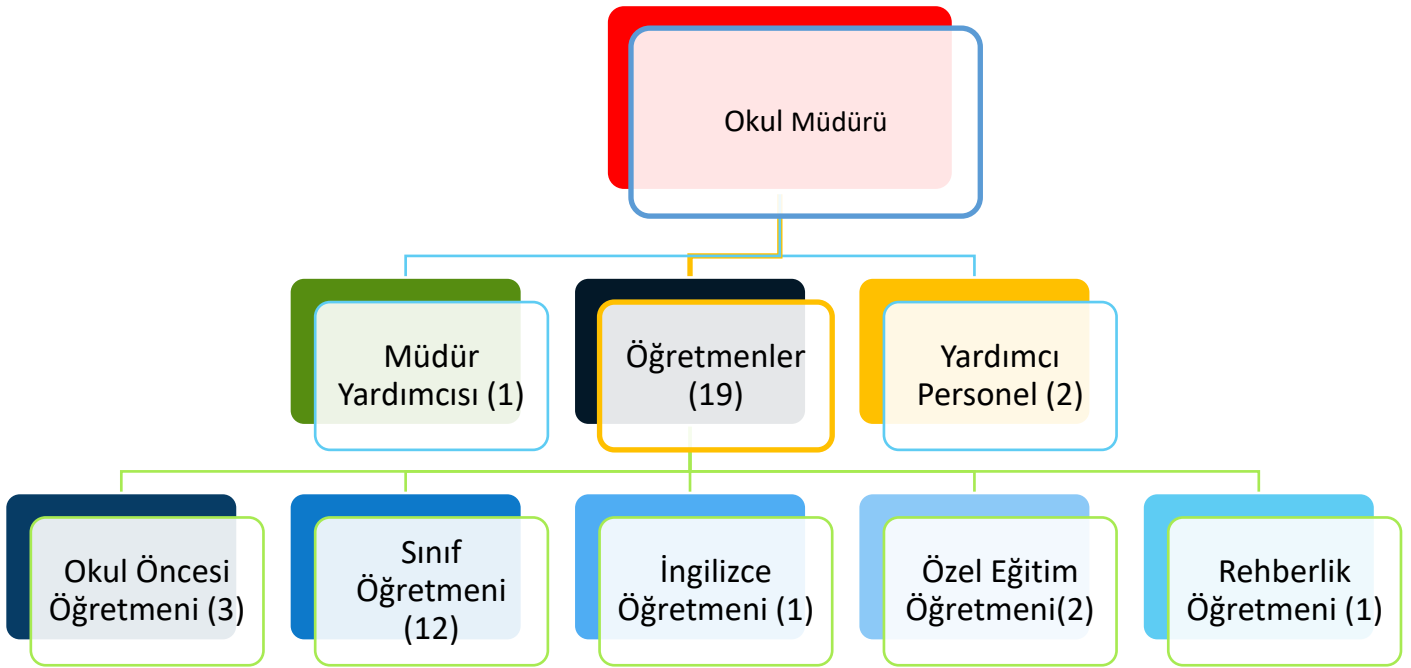 Okul Müdürü
Müdür
Yardımcısı (1)
Öğretmenler
(19)
Yardımcı
Personel (2)
Okul Öncesi
Öğretmeni (3)
Sınıf
Öğretmeni
(12)
İngilizce
Öğretmeni (1)
Özel Eğitim
Öğretmeni(2)
Rehberlik
Öğretmeni (1)